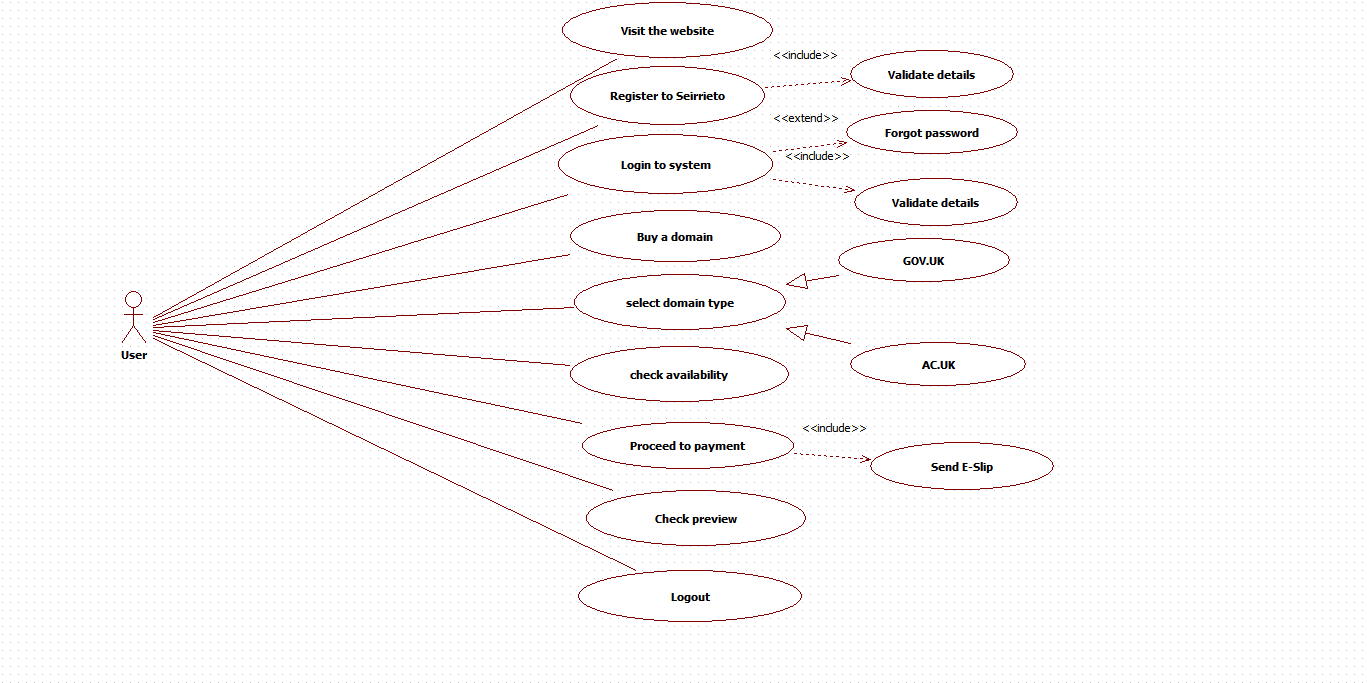 Visit the website
<<include>>
Validate details
Register to Seirrieto
<<extend>>
Forgot password
<<include>>
Login to system
Validate details
Buy a domain
GOV.UK
select domain type
User
AC.UK
check availability
<<include>>
Proceed to payment
Send E-Slip
Check preview
Logout